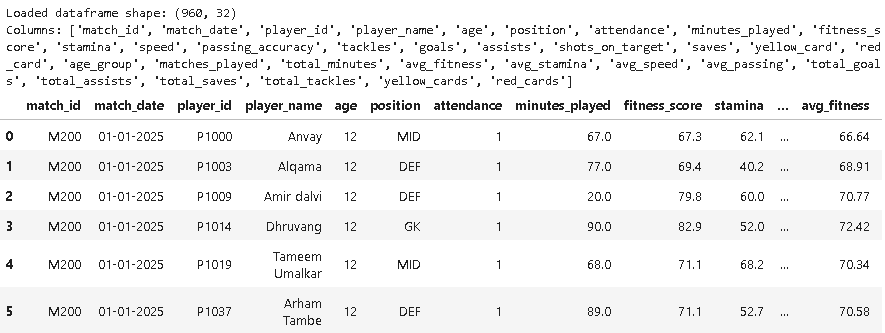 Loaded dataframe shape: (960, 32)
Columns: ['match_id', 'match_date', 'player_id', 'player_name', 'age', 'position', 'attendance', 'minutes_played', 'fitness_s
core', 'stamina', 'speed', 'passing_accuracy', 'tackles', 'goals', 'assists', 'shots_on_target', 'saves', 'yellow_card', 'red
_card', 'age_group', 'matches_played', 'total_minutes', 'avg_fitness', 'avg_stamina', 'avg_speed', 'avg_passing', 'total_goal
s', 'total_assists', 'total_saves', 'total_tackles', 'yellow_cards', 'red_cards']
match_id match_date player_id player_name age position attendance minutes_played fitness_score stamina ... avg_fitness
0 M200 01-01-2025 P1000 Anvay 12 MID 1 67.0 67.3 62.1 ... 66.64
1 M200 01-01-2025 P1003 Alqama 12 DEF 1 77.0 69.4 40.2 ... 68.91
2 M200 01-01-2025 P1009 Amir dalvi 12 DEF 1 20.0 79.8 60.0 ... 70.77
3 M200 01-01-2025 P1014 Dhruvang 12 GK 1 90.0 82.9 52.0 ... 72.42
4 M200 01-01-2025 P1019 Tameem Umalkar 12 MID 1 68.0 71.1 68.2 ... 70.34
5 M200 01-01-2025 P1037 Arham Tambe 12 DEF 1 89.0 71.1 52.7 ... 70.58